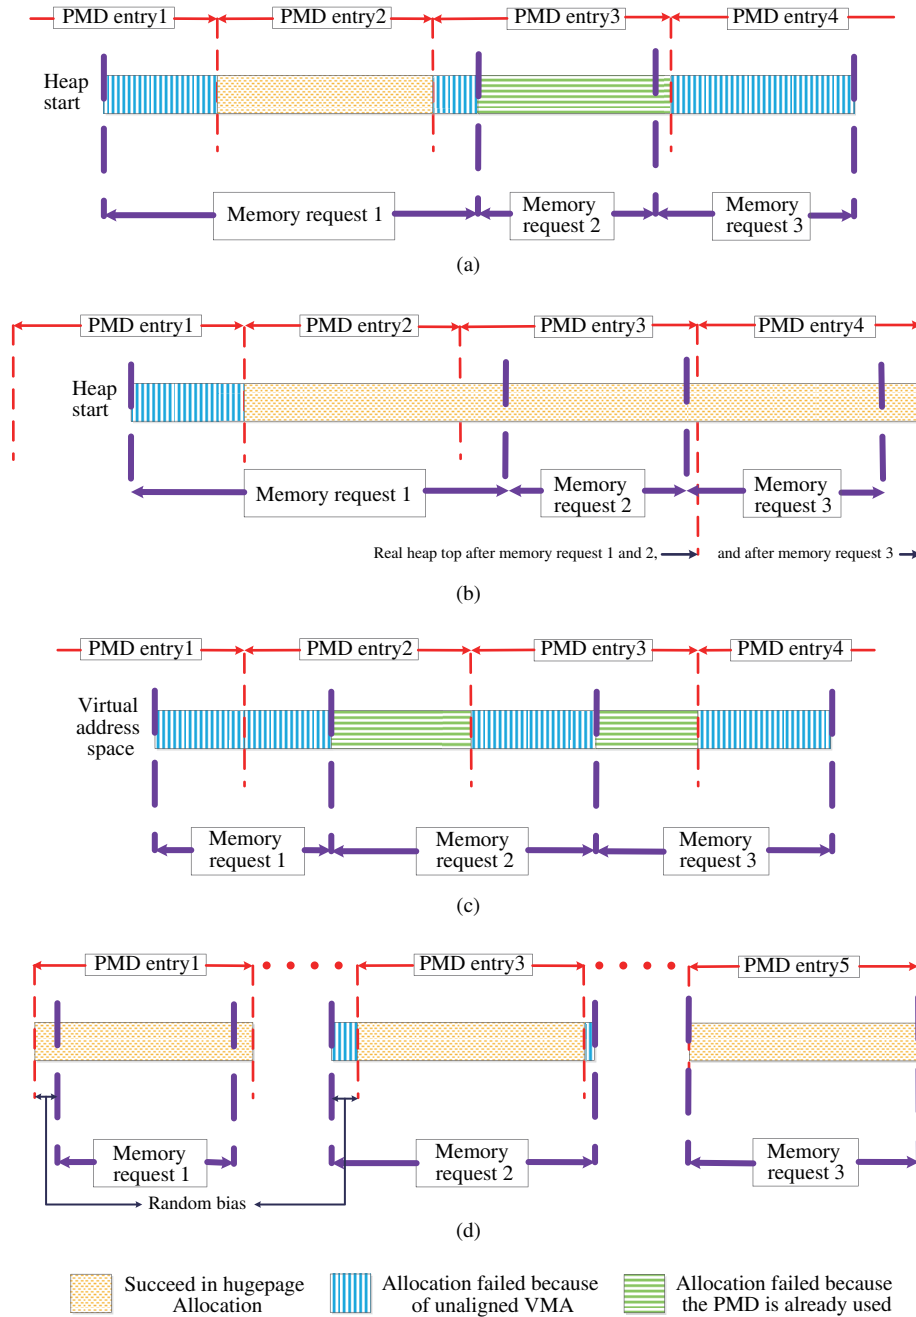 PMD entry1 PMD entry2 PMD entry3 PMD entry4
Heap
start
Memory request 1
Memory
request 2
Memory
request 3
(a)
PMD entry1 PMD entry2 PMD entry3 PMD entry4
Heap
start
Memory request 1
Memory
request 2
Memory
request 3
Real heap top after memory request 1 and 2, and after memory request 3
(b)
PMD entry1 PMD entry2 PMD entry3 PMD entry4
Virtual
address
space
Memory
request 1
Memory
request 2
Memory
request 3
(c)
PMD entry1 PMD entry3 PMD entry5
Memory
request 1
Memory
request 2
Memory
request 3
Random bias
(d)
Succeed in hugepage
Allocation
Allocation failed because
of unaligned VMA
Allocation failed because
the PMD is already used